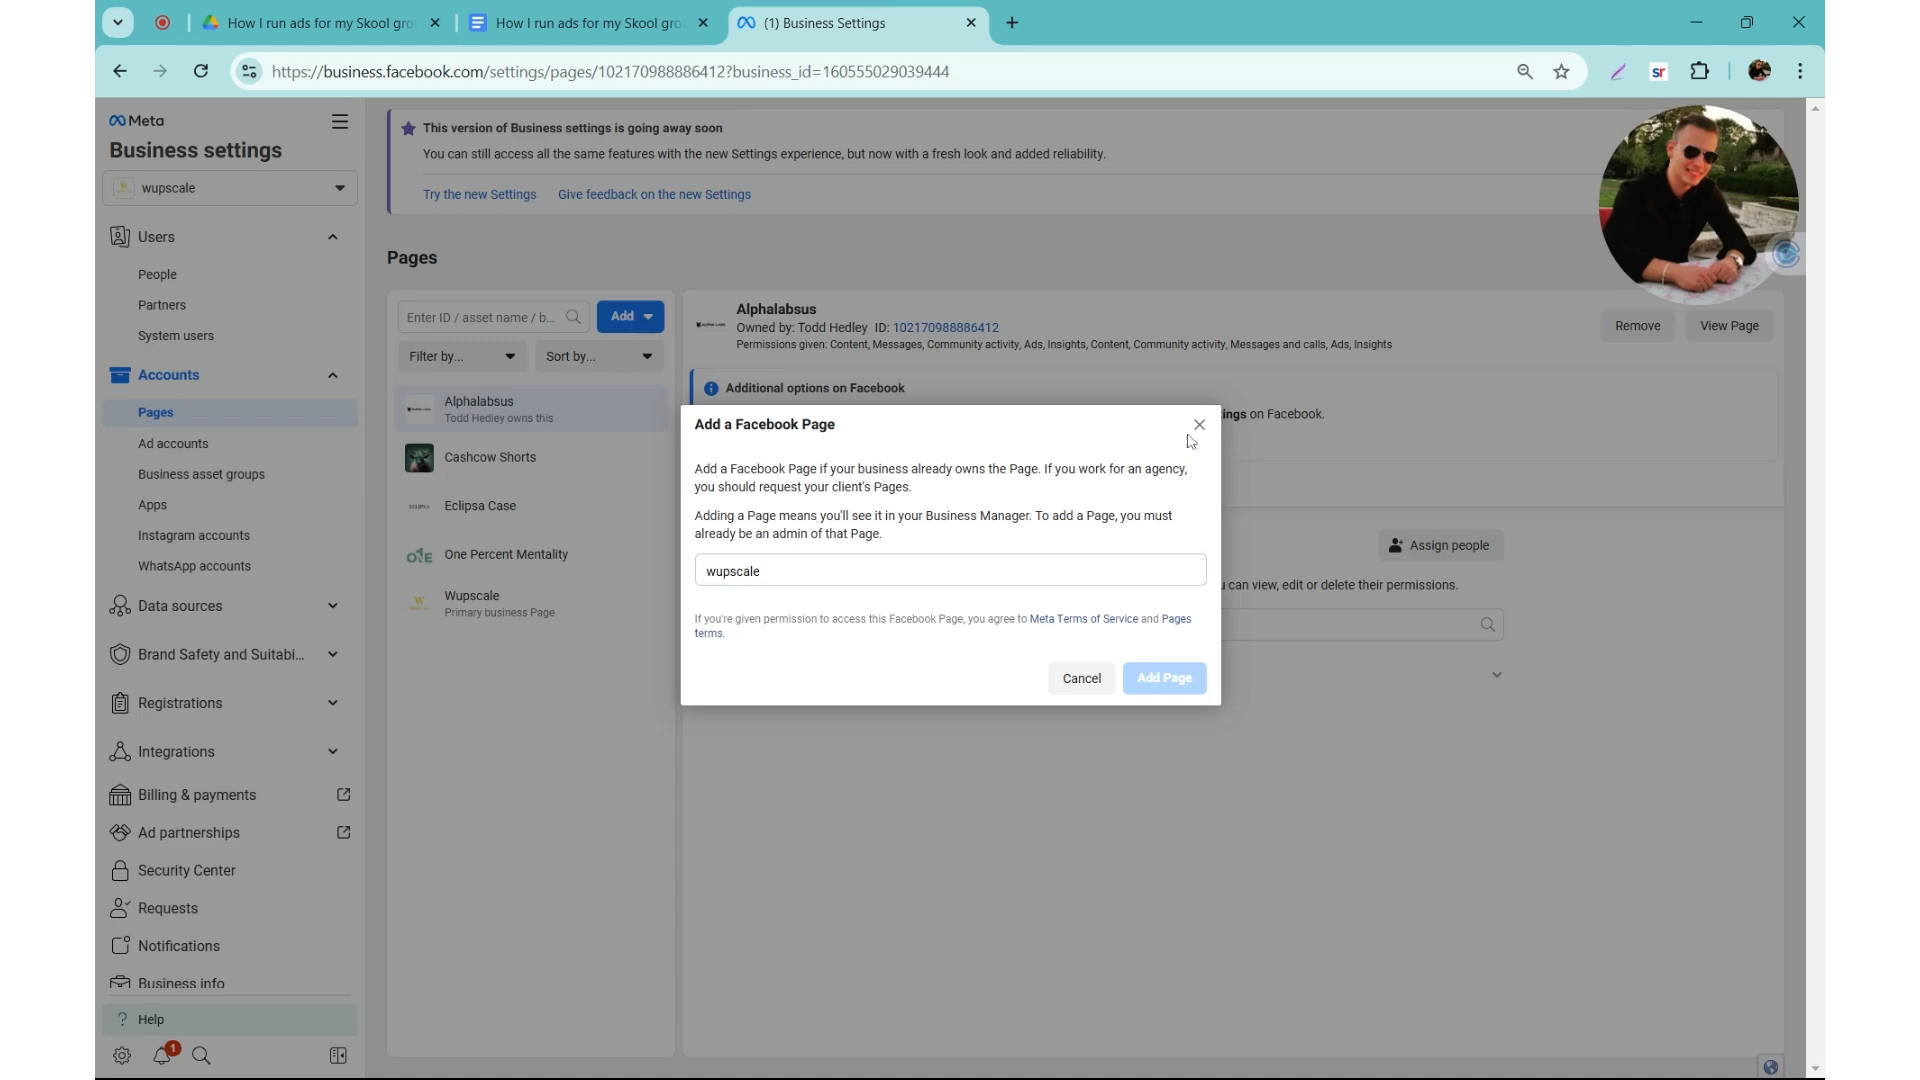 How I run ads for my Skool gro
How I run ads for my Skool gro
(1) Business Settings
https://business.facebook.com/settings/pages/102170988886412?business_id=160555029039444
sr
Meta
Business settings
wupscale
Users
People
Partners
System users
Accounts
Pages
Ad accounts
Business asset groups
Apps
Instagram accounts
WhatsApp accounts
Data sources
Brand Safety and Suitabi...
Registrations
Integrations
Billing & payments
Ad partnerships
Security Center
Requests
Notifications
Business info
? Help
1
This version of Business settings is going away soon
You can still access all the same features with the new Settings experience, but now with a fresh look and added reliability.
Try the new Settings
Give feedback on the new Settings
Pages
Enter ID / asset name / b...
Add
Filter by...
Sort by...
Alphalabsus
Todd Hedley owns this
Cashcow Shorts
Eclipsa Case
ONE
One Percent Mentality
W
Wupscale
Primary business Page
Alphalabsus
Owned by: Todd Hedley ID: 102170988886412
Permissions given: Content, Messages, Community activity, Ads, Insights, Content, Community activity, Messages and calls, Ads, Insights
Remove
View Page
Additional options on Facebook
ings on Facebook.
Assign people
u can view, edit or delete their permissions.
Add a Facebook Page
Add a Facebook Page if your business already owns the Page. If you work for an agency,
you should request your client's Pages.
Adding a Page means you'll see it in your Business Manager. To add a Page, you must
already be an admin of that Page.
wupscale
If you're given permission to access this Facebook Page, you agree to Meta Terms of Service and Pages
terms.
Cancel
Add Page